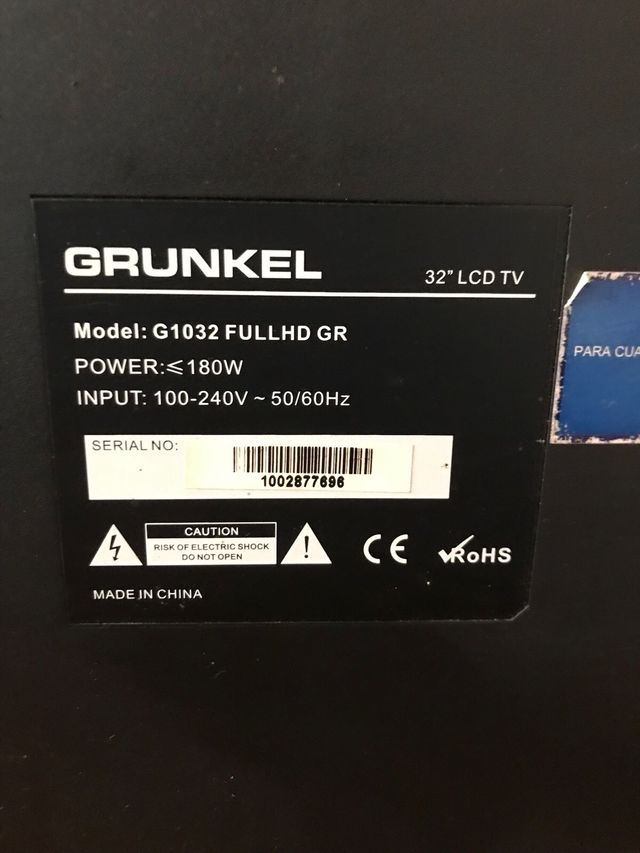 GRUNKEL
32" LCD TV
Model: G1032 FULLHD GR
POWER:≤180W
INPUT: 100-240V ~ 50/60Hz
SERIAL NO:
1002877696
CAUTION
RISK OF ELECTRIC SHOCK
DO NOT OPEN
CE
RoHS
MADE IN CHINA
PARA CUA